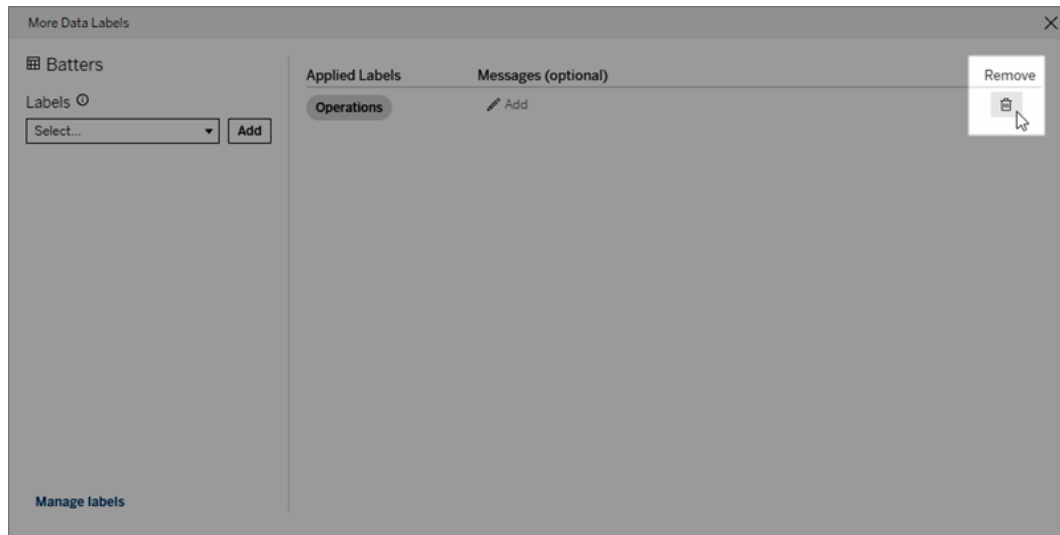 More Data Labels
Batters
Labels
Select...
Add
Applied Labels
Messages (optional)
Remove
Operations
Add
Manage labels